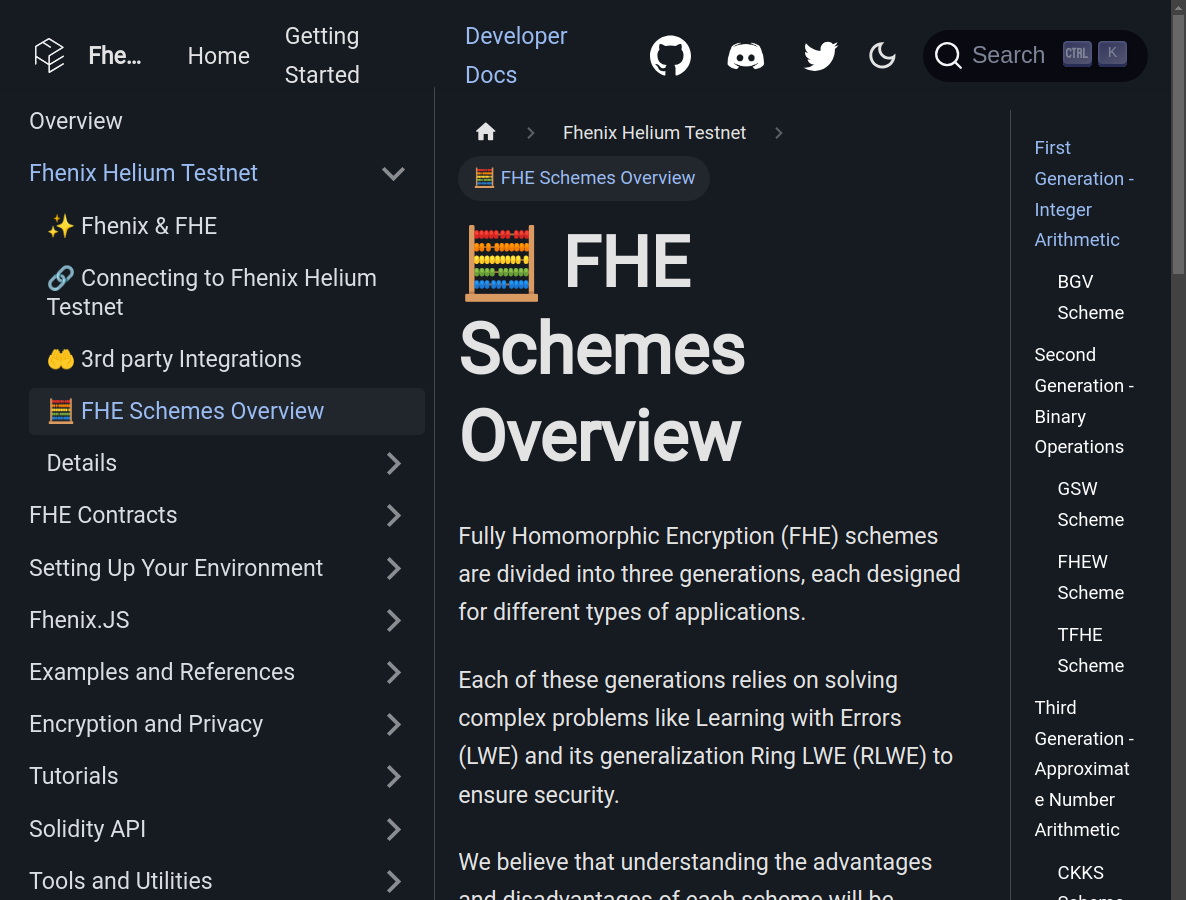 Fhe...
Home
Getting
Started
Developer
Docs
Search
CTRL
K
Overview
Fhenix Helium Testnet
✨ Fhenix & FHE
🔗 Connecting to Fhenix Helium
Testnet
🤲 3rd party Integrations
🧮 FHE Schemes Overview
Details
FHE Contracts
Setting Up Your Environment
Fhenix.JS
Examples and References
Encryption and Privacy
Tutorials
Solidity API
Tools and Utilities
Fhenix Helium Testnet
🧮 FHE Schemes Overview
🧮 FHE
Schemes
Overview
Fully Homomorphic Encryption (FHE) schemes
are divided into three generations, each designed
for different types of applications.
Each of these generations relies on solving
complex problems like Learning with Errors
(LWE) and its generalization Ring LWE (RLWE) to
ensure security.
We believe that understanding the advantages
and disadvantages of each scheme will be
First
Generation -
Integer
Arithmetic
BGV
Scheme
Second
Generation -
Binary
Operations
GSW
Scheme
FHEW
Scheme
TFHE
Scheme
Third
Generation -
Approximat
e Number
Arithmetic
CKKS
Scheme